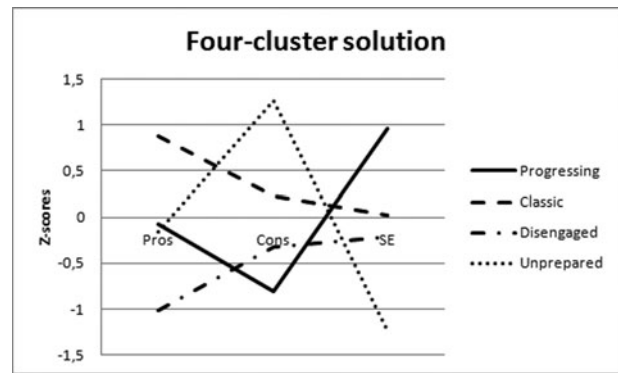 Four-cluster solution
1,5
1
0,5
0
-0,5
-1
-1,5
Z-scores
Pros Cons SE
Progressing
Classic
Disengaged
Unprepared